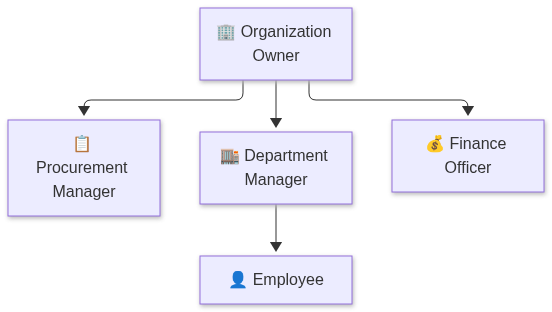 🏢 Organization
Owner
📋
Procurement
Manager
🏬 Department
Manager
💰 Finance
Officer
👤 Employee